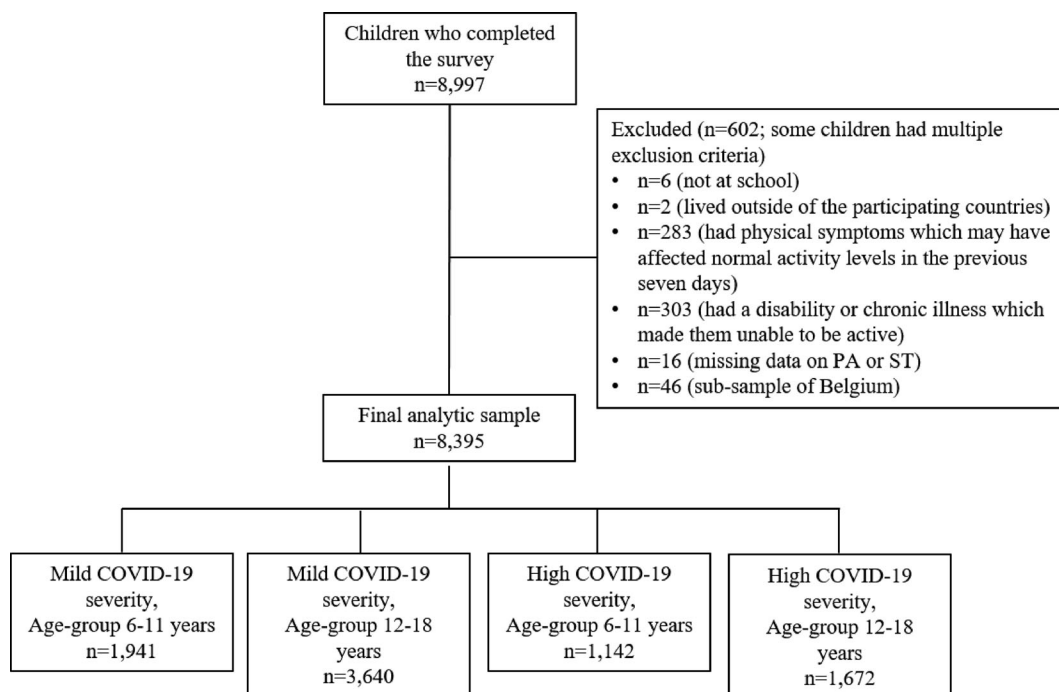 Children who completed
the survey
n=8,997
Excluded (n=602; some children had multiple
exclusion criteria)
• n=6 (not at school)
• n=2 (lived outside of the participating countries)
• n=283 (had physical symptoms which may have
affected normal activity levels in the previous
seven days)
• n=303 (had a disability or chronic illness which
made them unable to be active)
• n=16 (missing data on PA or ST)
• n=46 (sub-sample of Belgium)
Final analytic sample
n=8,395
Mild COVID-19
severity,
Age-group 6-11 years
n=1,941
Mild COVID-19
severity,
Age-group 12-18
years
n=3,640
High COVID-19
severity,
Age-group 6-11 years
n=1,142
High COVID-19
severity,
Age-group 12-18
years
n=1,672